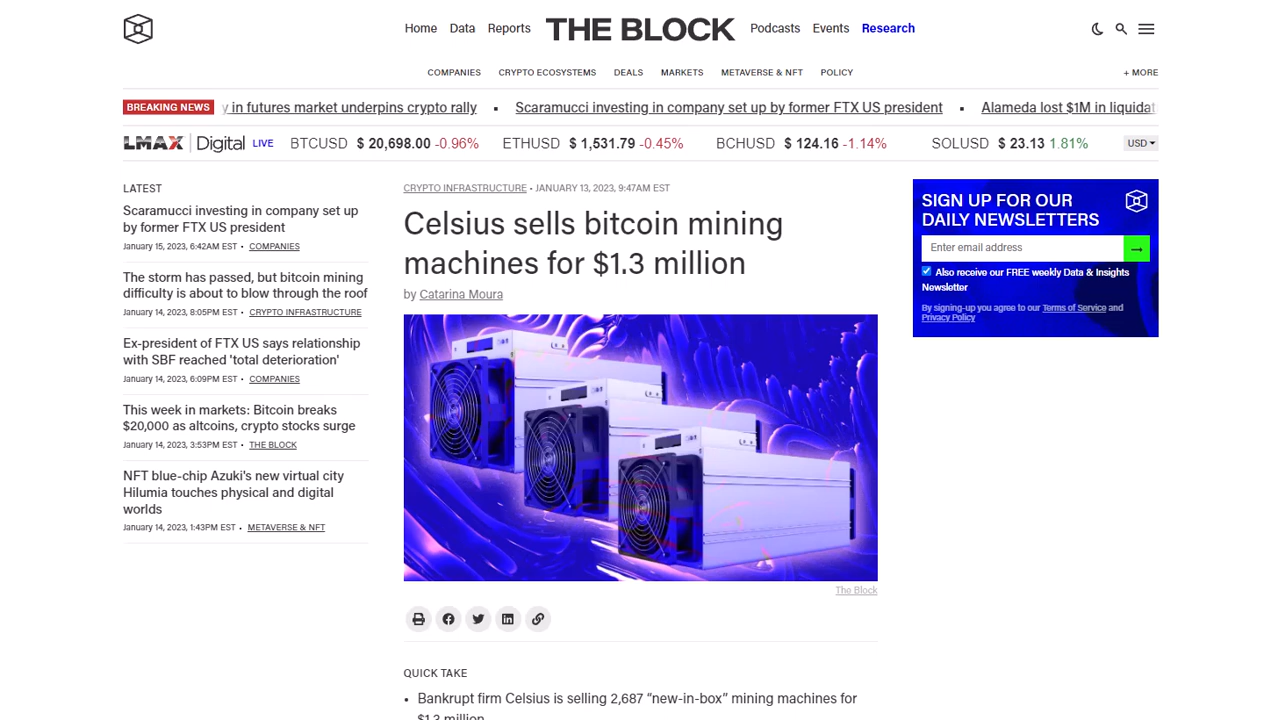 Home
Data
Reports
THE BLOCK
Podcasts
Events
Research
COMPANIES
CRYPTO ECOSYSTEMS
DEALS
MARKETS
METAVERSE & NFT
POLICY
+ MORE
BREAKING NEWS
y in futures market underpins crypto rally
Scaramucci investing in company set up by former FTX US president
Alameda lost $1M in liquidat
LMAX Digital LIVE
BTCUSD $ 20,698.00 -0.96%
ETHUSD $ 1,531.79 -0.45%
BCHUSD $ 124.16 -1.14%
SOLUSD $ 23.13 1.81%
USD
LATEST
Scaramucci investing in company set up
by former FTX US president
January 15, 2023, 6:42AM EST • COMPANIES
The storm has passed, but bitcoin mining
difficulty is about to blow through the roof
January 14, 2023, 8:05PM EST • CRYPTO INFRASTRUCTURE
Ex-president of FTX US says relationship
with SBF reached 'total deterioration'
January 14, 2023, 6:09PM EST • COMPANIES
This week in markets: Bitcoin breaks
$20,000 as altcoins, crypto stocks surge
January 14, 2023, 3:53PM EST • THE BLOCK
NFT blue-chip Azuki's new virtual city
Hilumia touches physical and digital
worlds
January 14, 2023, 1:43PM EST • METAVERSE & NFT
CRYPTO INFRASTRUCTURE • JANUARY 13, 2023, 9:47AM EST
Celsius sells bitcoin mining
machines for $1.3 million
by Catarina Moura
The Block
QUICK TAKE
• Bankrupt firm Celsius is selling 2,687 “new-in-box” mining machines for
$1.3 million
SIGN UP FOR OUR
DAILY NEWSLETTERS
Enter email address
Also receive our FREE weekly Data & Insights
Newsletter
By signing-up you agree to our Terms of Service and
Privacy Policy